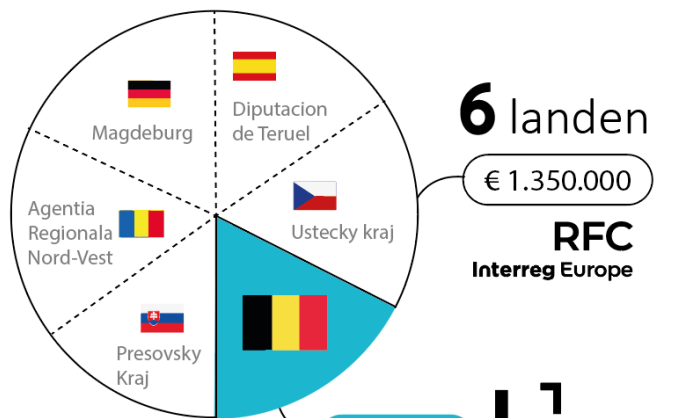 Magdeburg
Diputacion
de Teruel
6 landen
€ 1.350.000
Agentia
Regionala
Nord-Vest
Ustecky kraj
RFC
Interreg Europe
Presovsky
Kraj